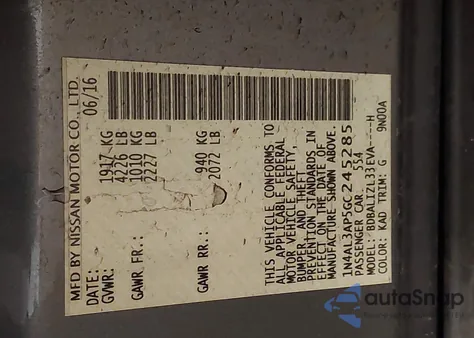 MFD BY NISSAN MOTOR CO., LTD.
DATE: 06/16
GVWR: 1917 KG
4226 LB
GAWR FR.: 1010 KG
2227 LB
GAWR RR.: 940 KG
2072 LB
THIS VEHICLE CONFORMS TO
ALL APPLICABLE FEDERAL
MOTOR VEHICLE SAFETY,
BUMPER, AND THEFT
PREVENTION STANDARDS IN
EFFECT ON THE DATE OF
MANUFACTURE SHOWN ABOVE.
1N4AL3AP5GC245285
PASSENGER CAR 534
MODEL: BDBALIZL33EVA----H
COLOR: KAD TRIM: G 9N00A
autaSnap